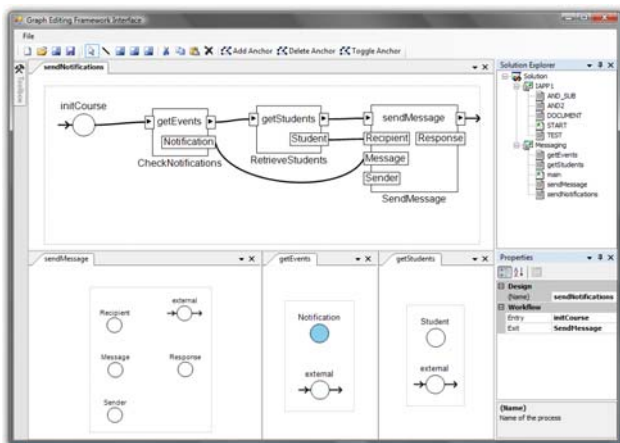 Graph Editing Framework Interface
File
Add Anchor Delete Anchor Toggle Anchor
Toolbox
sendNotifications
initCourse
getEvents
Notification
CheckNotifications
getStudents
Student
RetrieveStudents
sendMessage
Recipient Response
Message
Sender
SendMessage
Solution Explorer
Solution
IAPP1
AND_SUB
AND2
DOCUMENT
START
TEST
Messaging
getEvents
getStudents
main
sendMessage
sendNotifications
sendMessage
Recipient
external
Message
Response
Sender
getEvents
Notification
external
getStudents
Student
external
Properties
Design
(Name) sendNotifications
Workflow
Entry initCourse
Exit SendMessage
(Name)
Name of the process